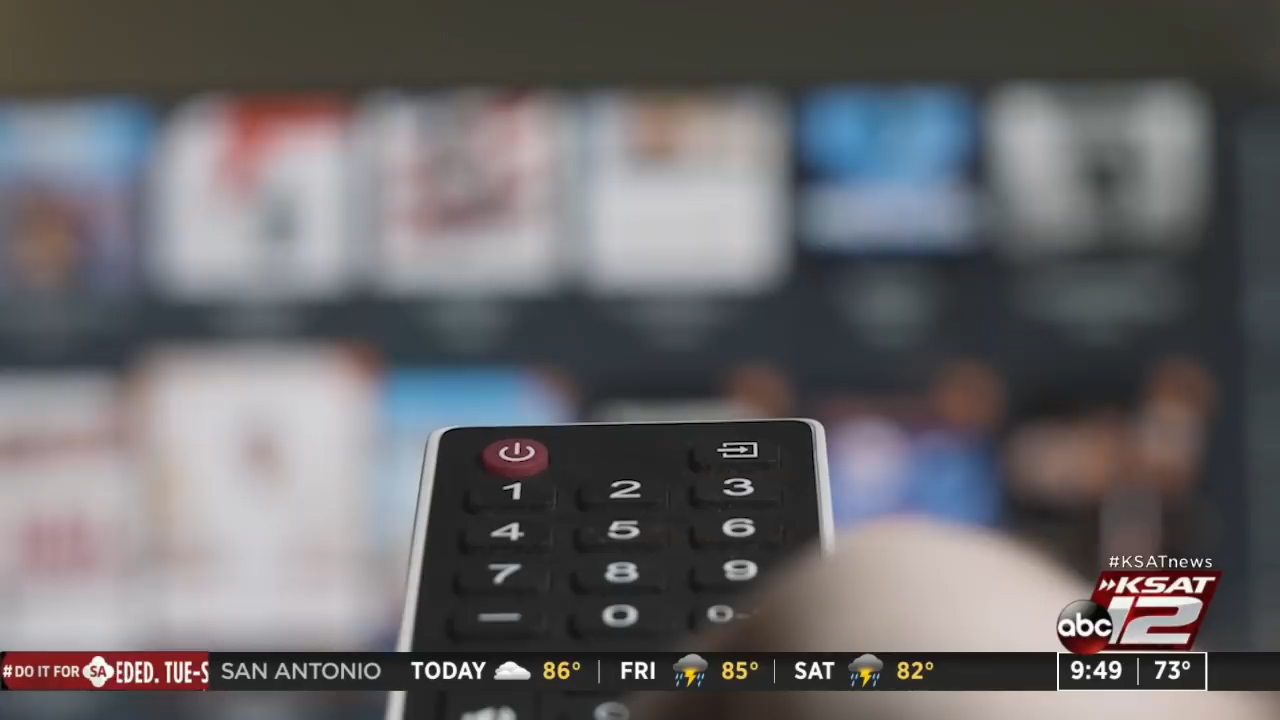 1 2 3
4 5 6
7 8 9
0
#KSATnews
KSAT
abc 12
#DO IT FOR SA EDED. TUE-S SAN ANTONIO TODAY 86° FRI 85° SAT 82° 9:49 73°